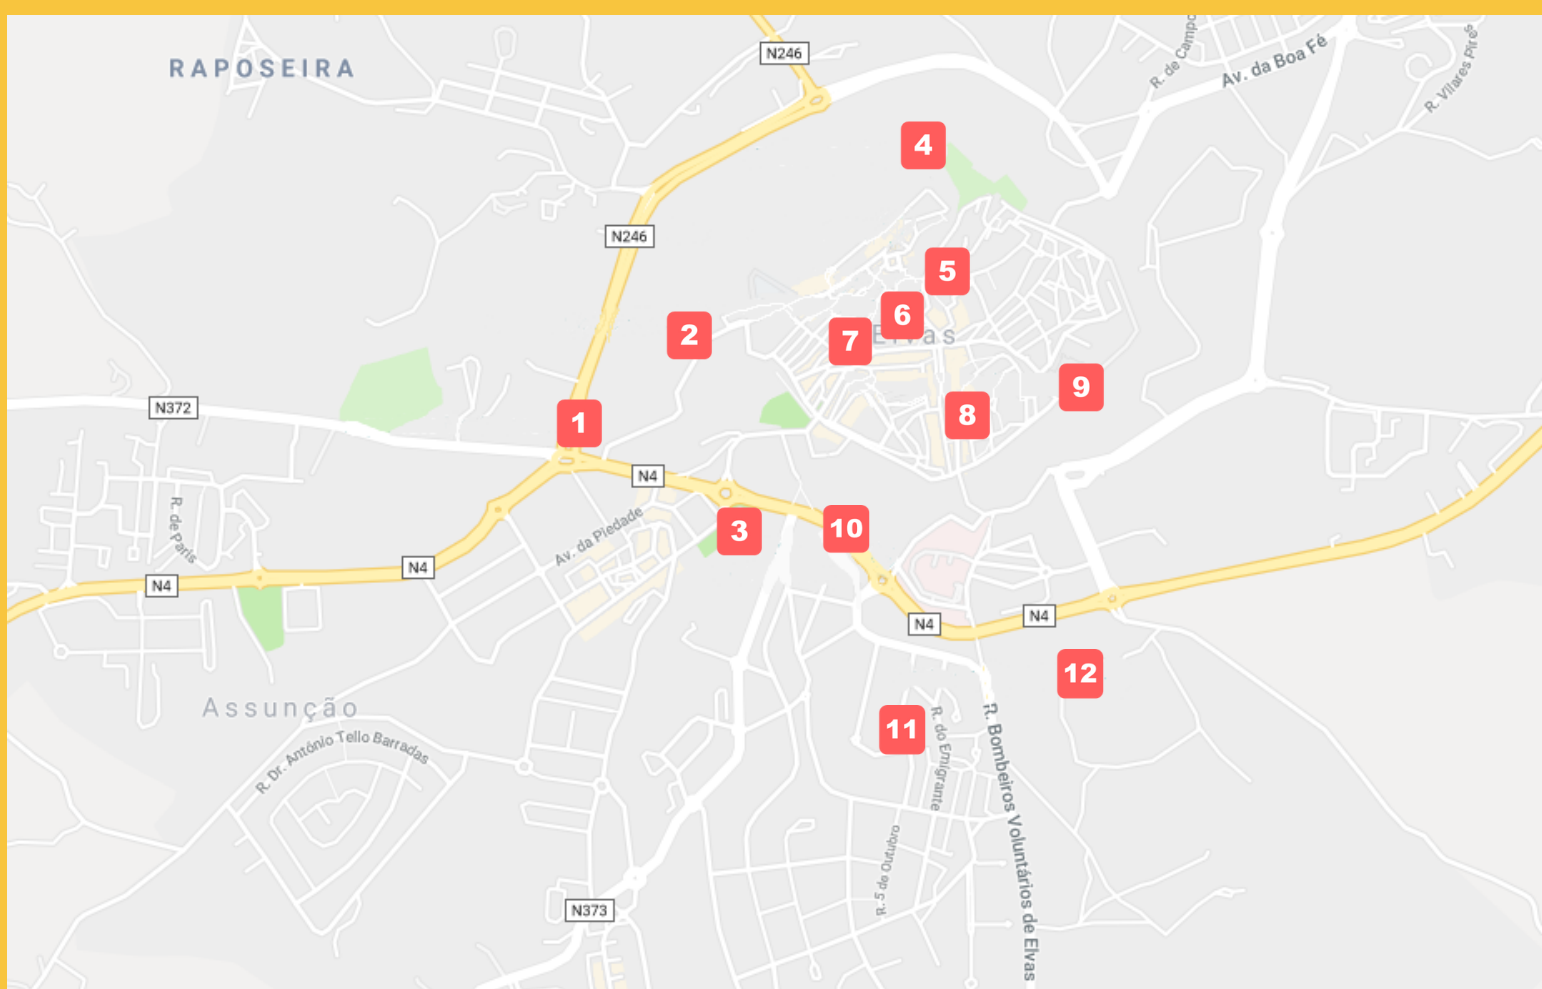 N246
RAPOSEIRA
R. de Campo
Av. da Boa Fé
R. Vilares Pires
4
N246
5
6
2
7
Elvas
9
N372
8
1
N4
R. de Paris
Av. da Piedade
3
10
N4
N4
N4
N4
12
Assunção
R. Dr. António Tello Barradas
11
R. do Emigrante
R. Bombeiros Voluntários de Elvas
R. 5 de Outubro
N373